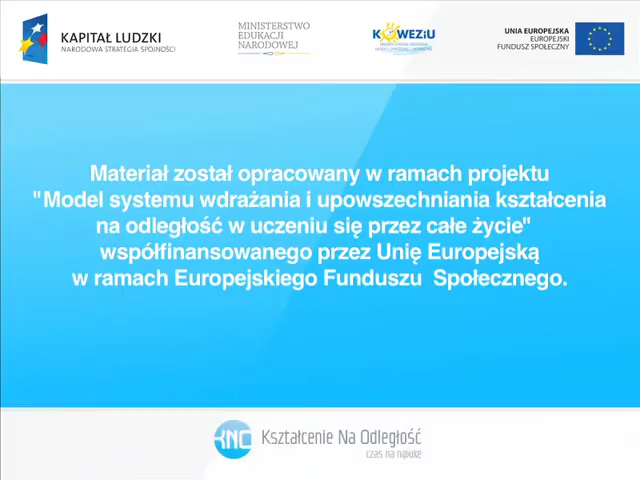 KAPITAŁ LUDZKI
NARODOWA STRATEGIA SPÓJNOŚCI
MINISTERSTWO
EDUKACJI
NARODOWEJ
KOWEZiU
UNIA EUROPEJSKA
EUROPEJSKI
FUNDUSZ SPOŁECZNY
Materiał został opracowany w ramach projektu
"Model systemu wdrażania i upowszechniania kształcenia
na odległość w uczeniu się przez całe życie"
współfinansowanego przez Unię Europejską
w ramach Europejskiego Funduszu Społecznego.
KNO Kształcenie Na Odległość
czas na n@ukę